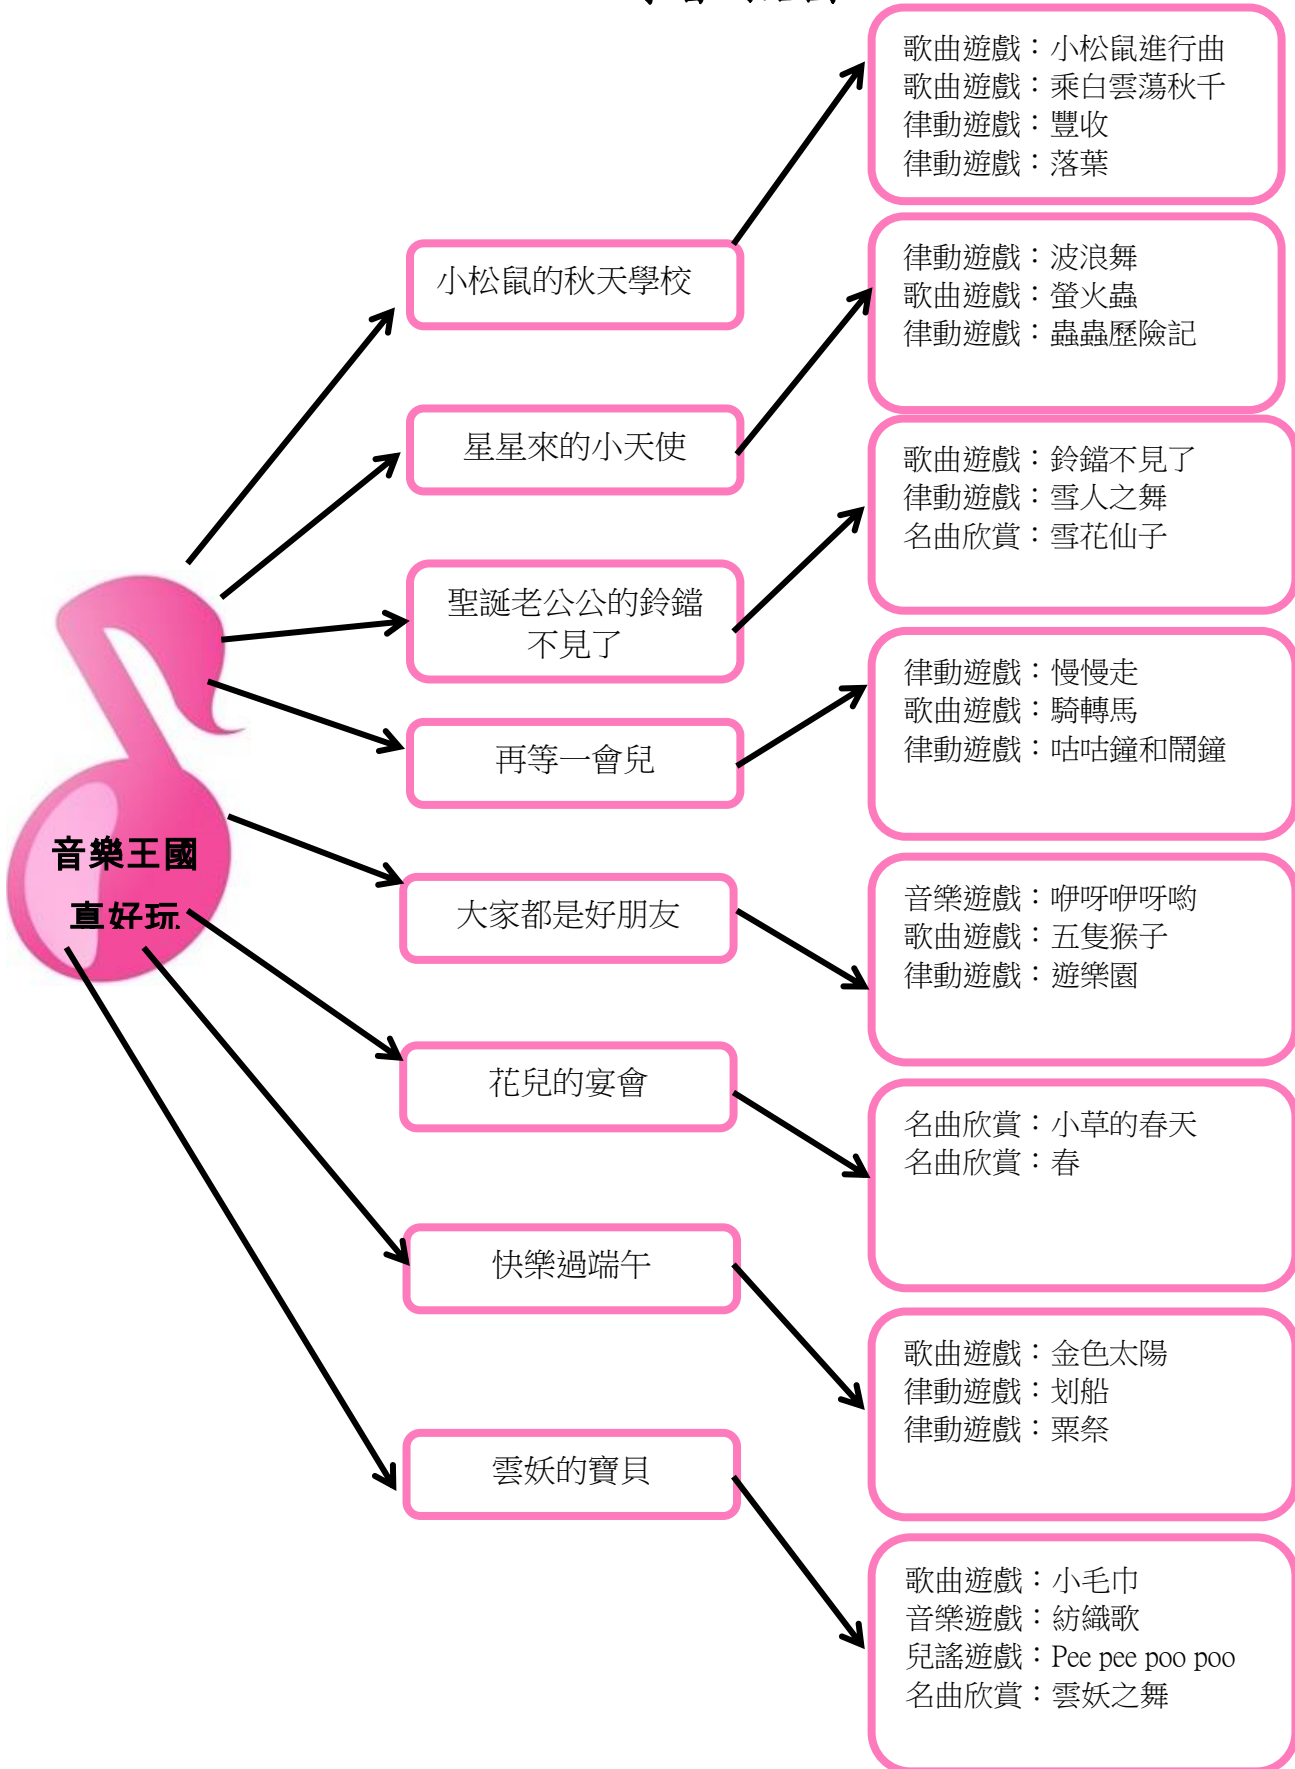 音樂王國
真好玩
小松鼠的秋天學校
歌曲遊戲：小松鼠進行曲
歌曲遊戲：乘白雲蕩秋千
律動遊戲：豐收
律動遊戲：落葉
星星來的小天使
律動遊戲：波浪舞
歌曲遊戲：螢火蟲
律動遊戲：蟲蟲歷險記
聖誕老公公的鈴鐺
不見了
歌曲遊戲：鈴鐺不見了
律動遊戲：雪人之舞
名曲欣賞：雪花仙子
再等一會兒
律動遊戲：慢慢走
歌曲遊戲：騎轉馬
律動遊戲：咕咕鐘和鬧鐘
大家都是好朋友
音樂遊戲：咿呀咿呀喲
歌曲遊戲：五隻猴子
律動遊戲：遊樂園
花兒的宴會
名曲欣賞：小草的春天
名曲欣賞：春
快樂過端午
歌曲遊戲：金色太陽
律動遊戲：划船
律動遊戲：粟祭
雲妖的寶貝
歌曲遊戲：小毛巾
音樂遊戲：紡織歌
兒謠遊戲：Pee pee poo poo
名曲欣賞：雲妖之舞